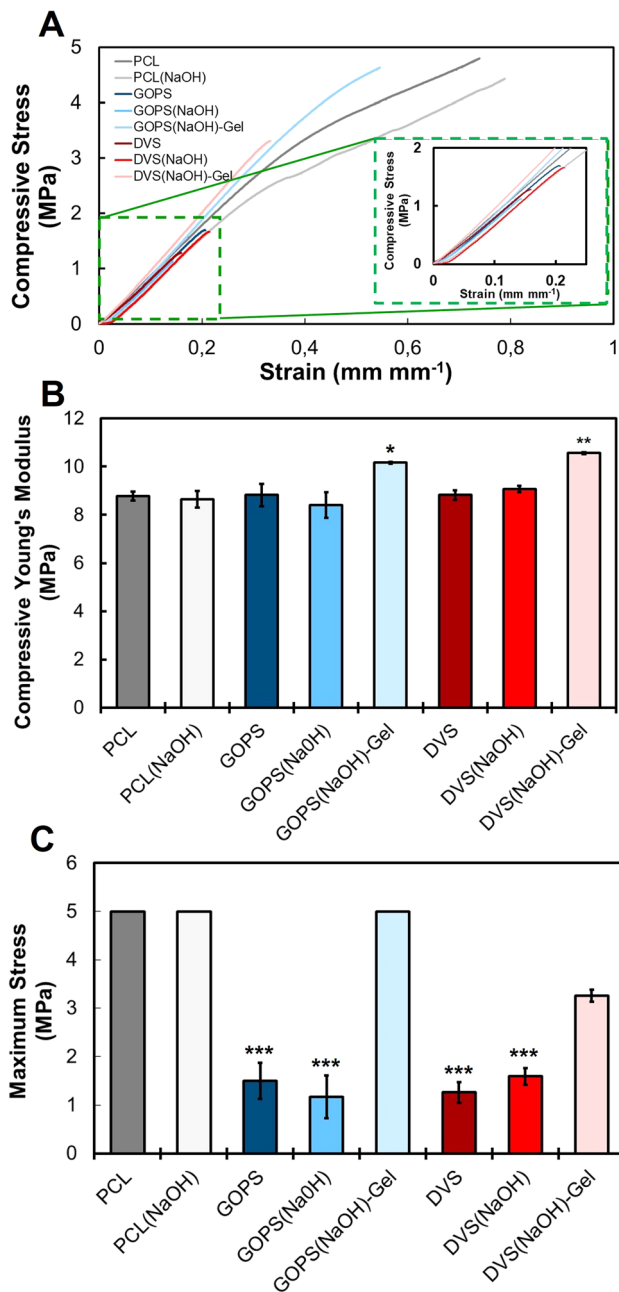 A
Compressive Stress
(MPa)
5
4
3
2
1
0
PCL
PCL(NaOH)
GOPS
GOPS(NaOH)
GOPS(NaOH)-Gel
DVS
DVS(NaOH)
DVS(NaOH)-Gel
Compressive Stress
(MPa)
2
1
0
0 0.1 0.2
Strain (mm mm-1)
0 0,2 0,4 0,6 0,8 1
Strain (mm mm-1)
B
Compressive Young's Modulus
(MPa)
12
10
8
6
4
2
0
*
**
PCL
PCL(NaOH)
GOPS
GOPS(Na0H)
GOPS(NaOH)-Gel
DVS
DVS(NaOH)
DVS(NaOH)-Gel
C
Maximum Stress
(MPa)
6
5
4
3
2
1
0
***
***
***
***
PCL
PCL(NaOH)
GOPS
GOPS(Na0H)
GOPS(NaOH)-Gel
DVS
DVS(NaOH)
DVS(NaOH)-Gel